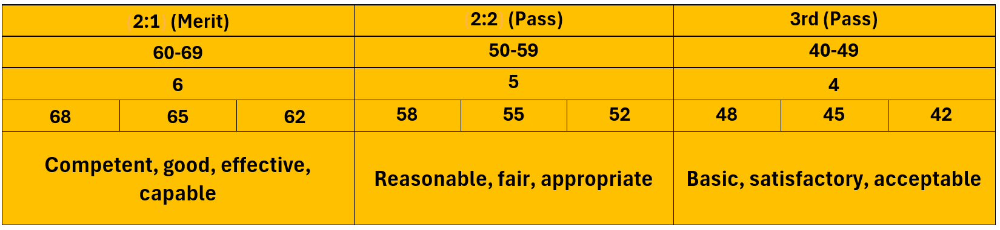 2:1 (Merit) 2:2 (Pass) 3rd (Pass)
60-69 50-59 40-49
6 5 4
68 65 62 58 55 52 48 45 42
Competent, good, effective,
capable
Reasonable, fair, appropriate
Basic, satisfactory, acceptable